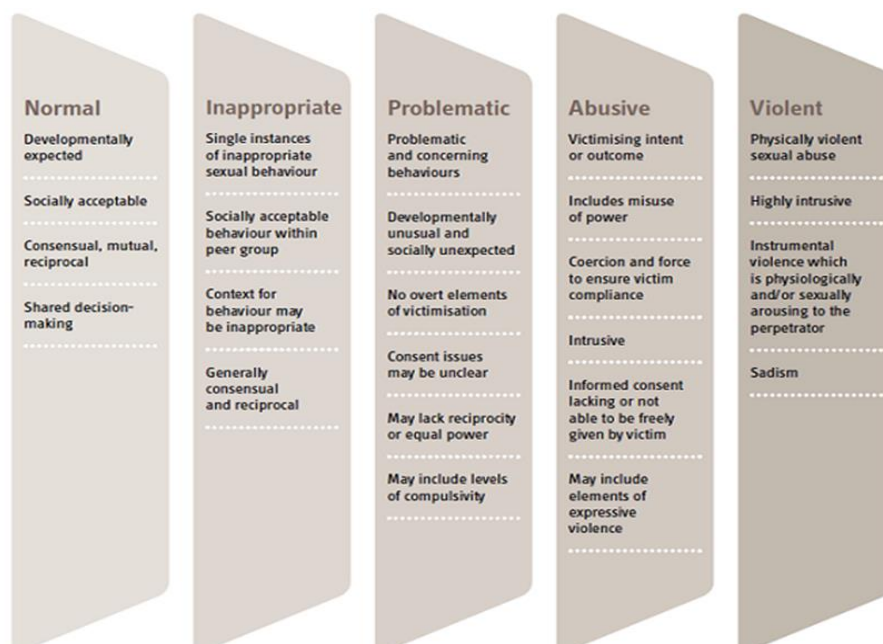 Normal
Developmentally
expected
Socially acceptable
Consensual, mutual,
reciprocal
Shared decision-
making
Inappropriate
Single instances
of inappropriate
sexual behaviour
Socially acceptable
behaviour within
peer group
Context for
behaviour may
be inappropriate
Generally
consensual
and reciprocal
Problematic
Problematic
and concerning
behaviours
Developmentally
unusual and
socially unexpected
No overt elements
of victimisation
Consent issues
may be unclear
May lack reciprocity
or equal power
May include levels
of compulsivity
Abusive
Victimising intent
or outcome
Includes misuse
of power
Coercion and force
to ensure victim
compliance
Intrusive
Informed consent
lacking or not
able to be freely
given by victim
May include
elements of
expressive
violence
Violent
Physically violent
sexual abuse
Highly intrusive
Instrumental
violence which
is physiologically
and/or sexually
arousing to the
perpetrator
Sadism